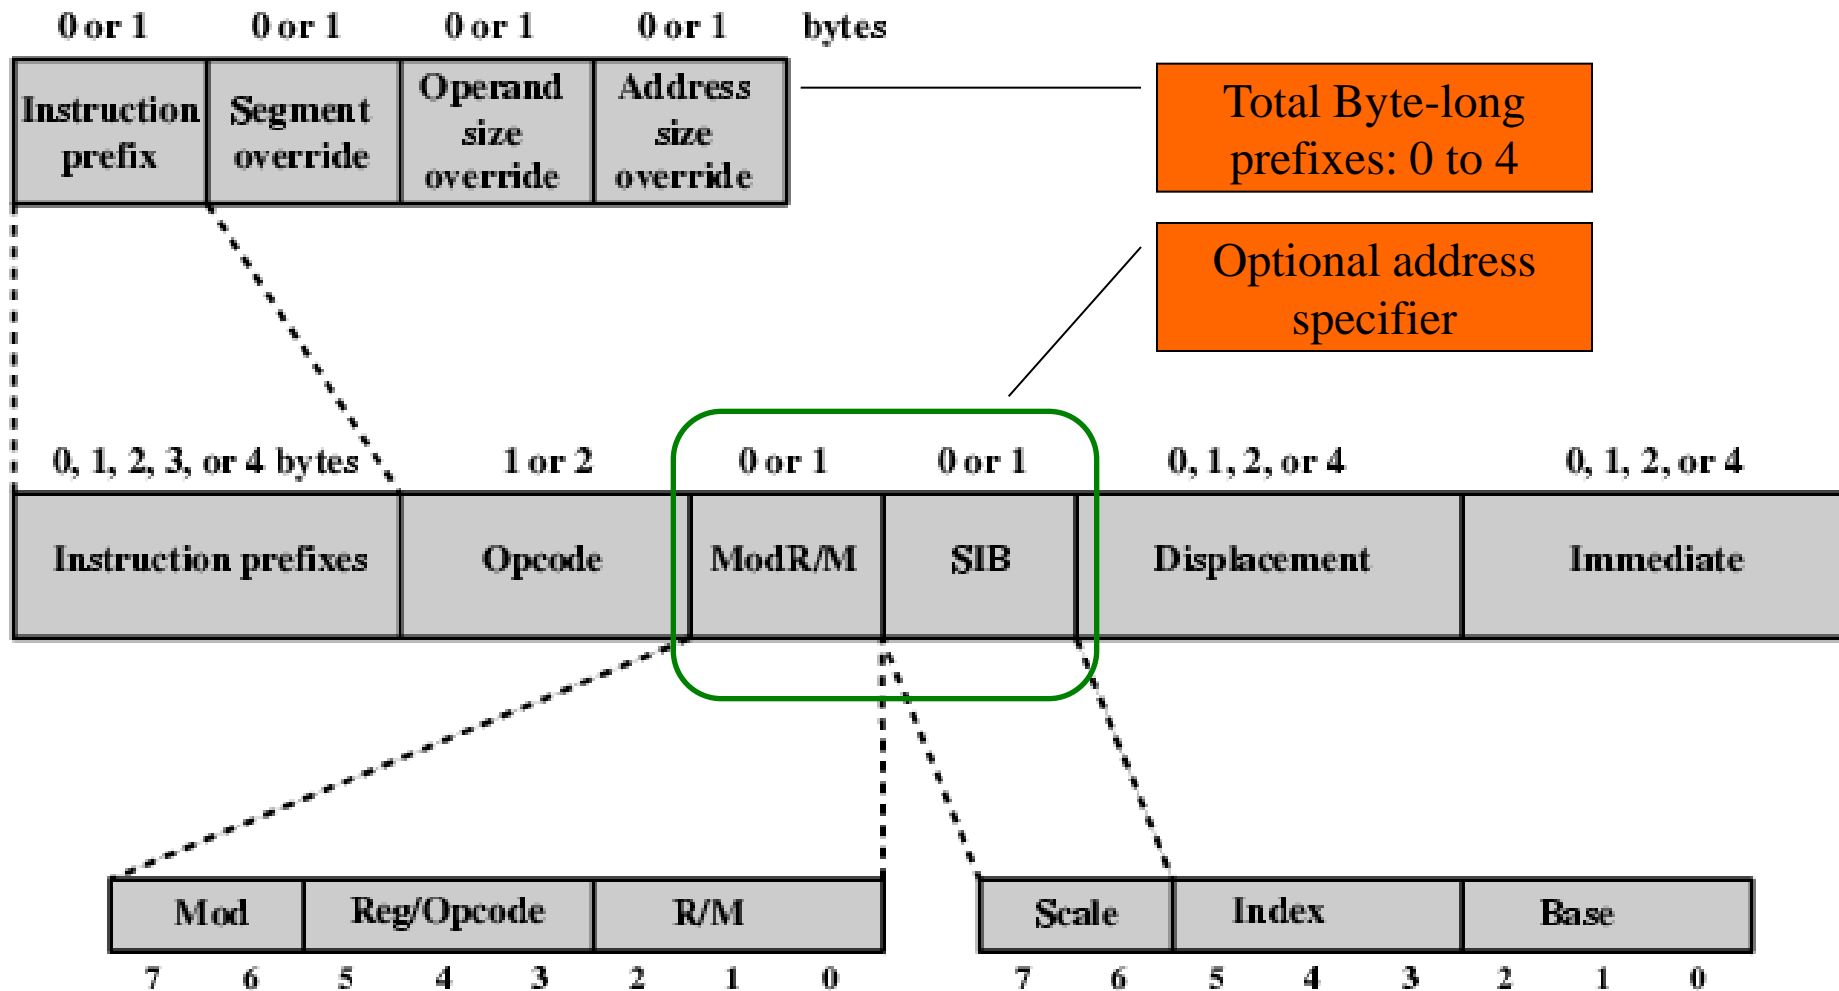 0 or 1 0 or 1 0 or 1 0 or 1 bytes
Instruction prefix
Segment override
Operand size override
Address size override
Total Byte-long
prefixes: 0 to 4
Optional address
specifier
0, 1, 2, 3, or 4 bytes 1 or 2 0 or 1 0 or 1 0, 1, 2, or 4 0, 1, 2, or 4
Instruction prefixes Opcode ModR/M SIB Displacement Immediate
Mod Reg/Opcode R/M Scale Index Base
7 6 5 4 3 2 1 0 7 6 5 4 3 2 1 0